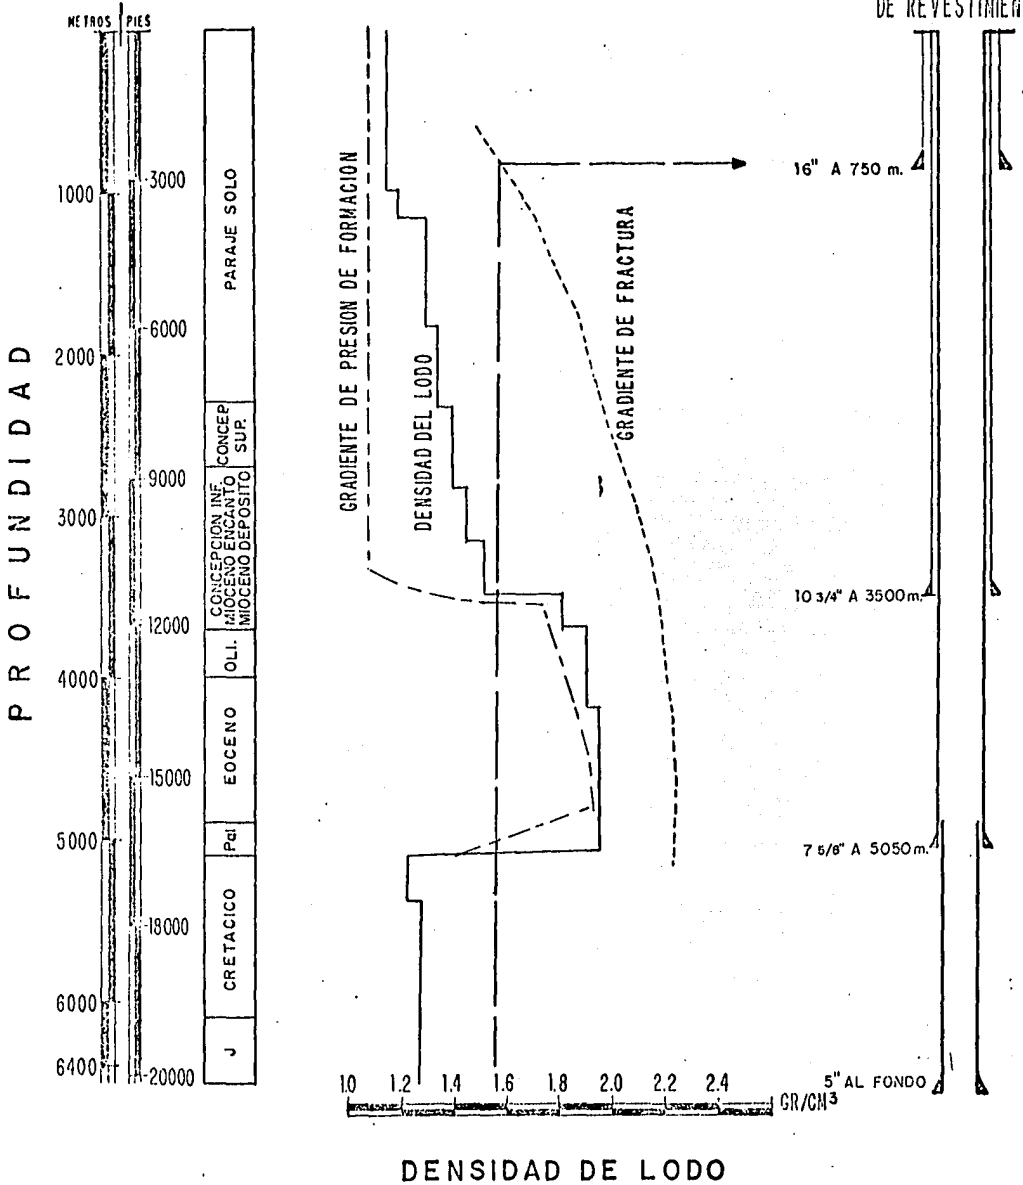 METROS PIES
DE REVESTIMIEN
PROFUNDIDAD
1000
2000
3000
4000
5000
6000
6400
3000
6000
9000
12000
15000
18000
20000
PARAJE SOLO
CONCEP
SUP.
CONCEPCION INF.
MIOCENO ENCANTO
MIOCENO DEPOSITO
OLI.
EOCENO
Pal
CRETACICO
J
GRADIENTE DE PRESION DE FORMACION
DENSIDAD DEL LODO
GRADIENTE DE FRACTURA
16" A 750 m.
10 3/4" A 3500 m.
7 5/8" A 5050 m.
5" AL FONDO
1.0 1.2 1.4 1.6 1.8 2.0 2.2 2.4
GR/CM3
DENSIDAD DE LODO